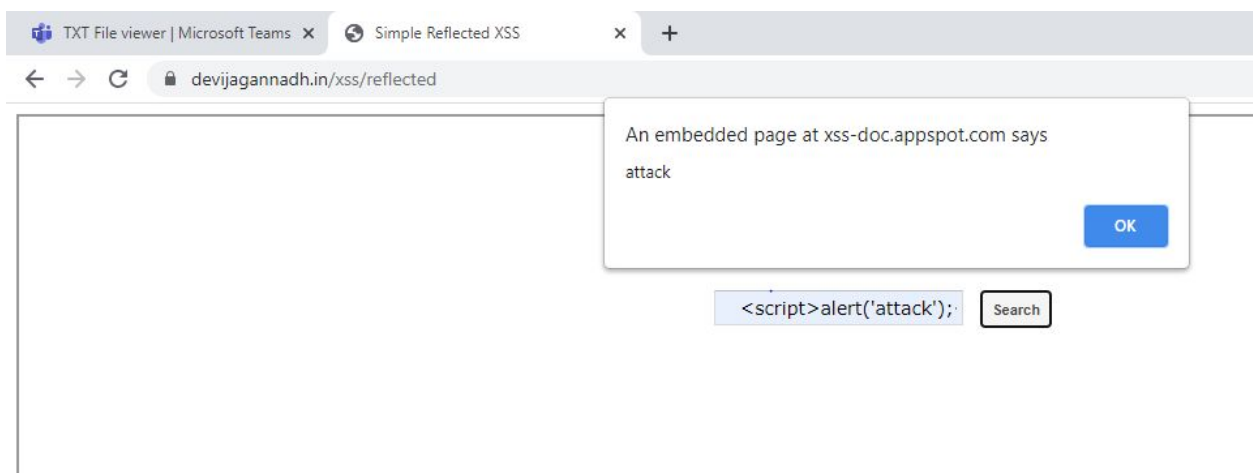 TXT File viewer | Microsoft Teams
Simple Reflected XSS
devijagannadh.in/xss/reflected
An embedded page at xss-doc.appspot.com says
attack
OK
<script>alert('attack');
Search